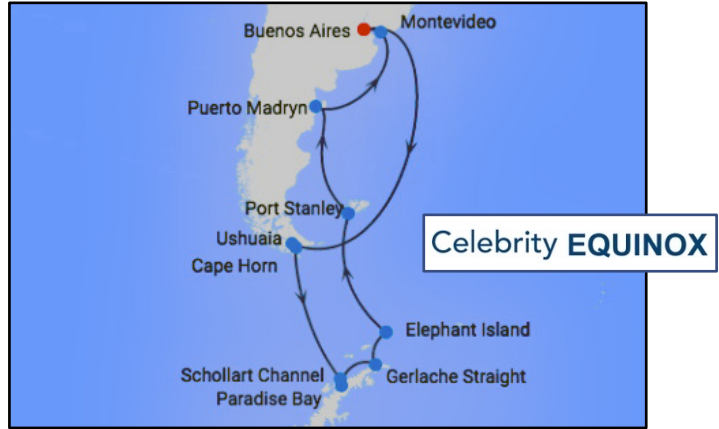 Buenos Aires
Montevideo
Puerto Madryn
Port Stanley
Ushuaia
Cape Horn
Celebrity EQUINOX
Elephant Island
Schollart Channel
Gerlache Straight
Paradise Bay